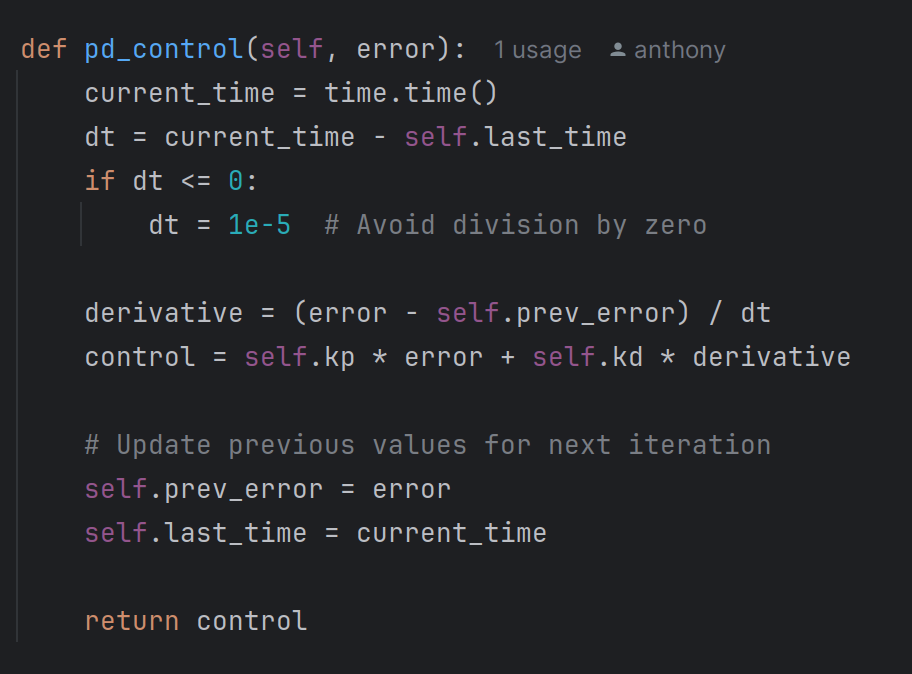 def pd_control(self, error): 1 usage anthony
current_time = time.time()
dt = current_time - self.last_time
if dt <= 0:
dt = 1e-5 # Avoid division by zero
derivative = (error - self.prev_error) / dt
control = self.kp * error + self.kd * derivative
# Update previous values for next iteration
self.prev_error = error
self.last_time = current_time
return control